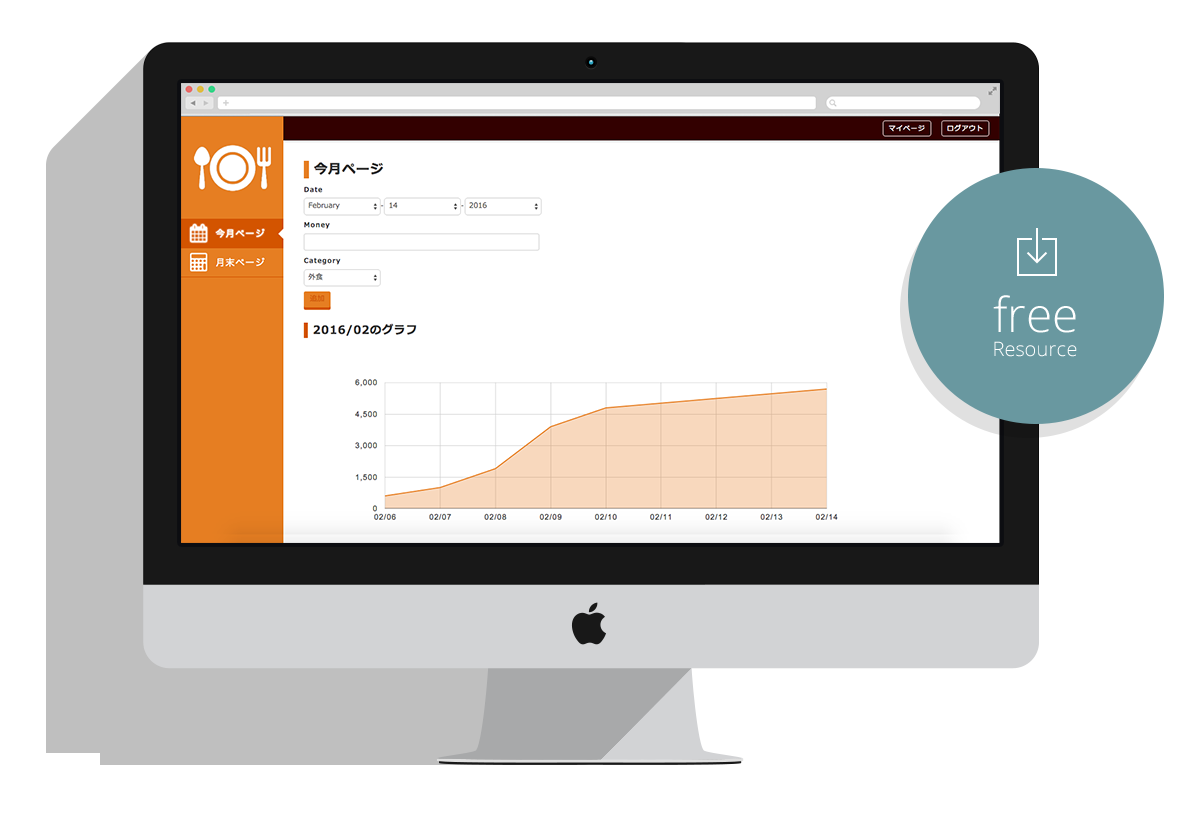 マイページ ログアウト
今月ページ
月末ページ
今月ページ
Date
February - 14 - 2016
Money
Category
外食
追加
2016/02のグラフ
6,000
4,500
3,000
1,500
0
02/06 02/07 02/08 02/09 02/10 02/11 02/12 02/13 02/14
free
Resource